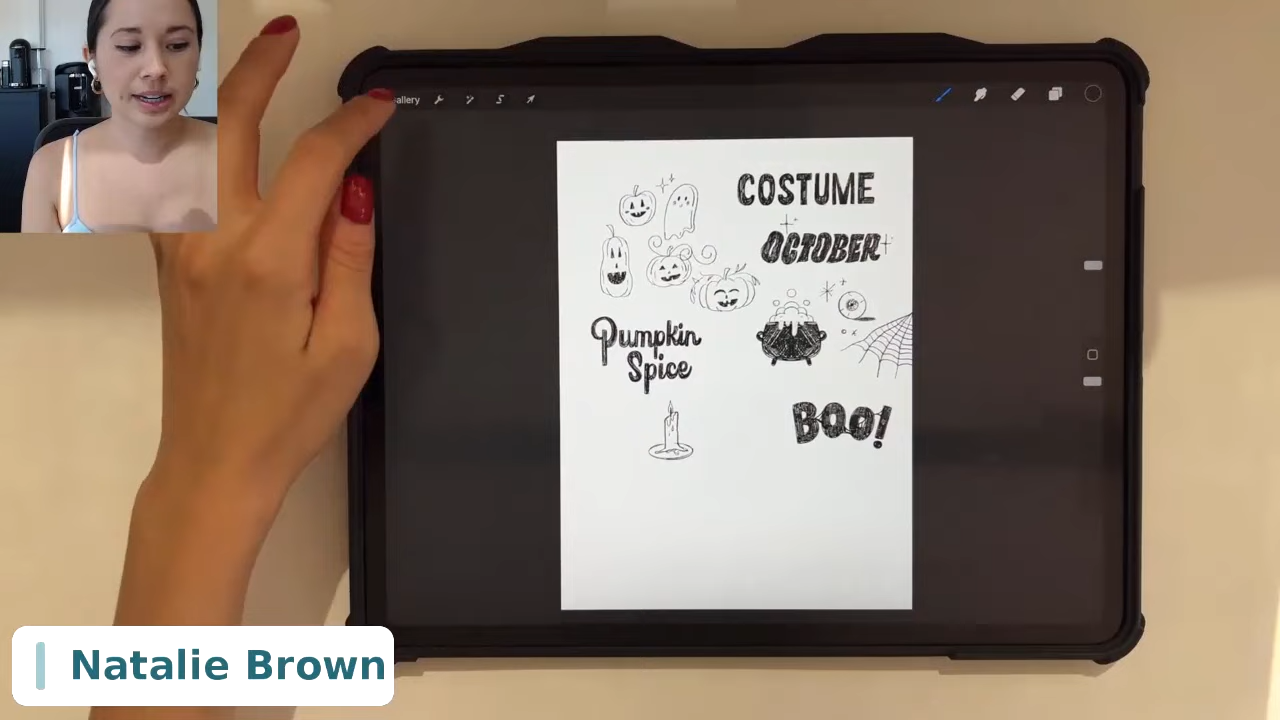 Gallery
COSTUME
OCTOBER
Pumpkin
Spice
BOO!
Natalie Brown